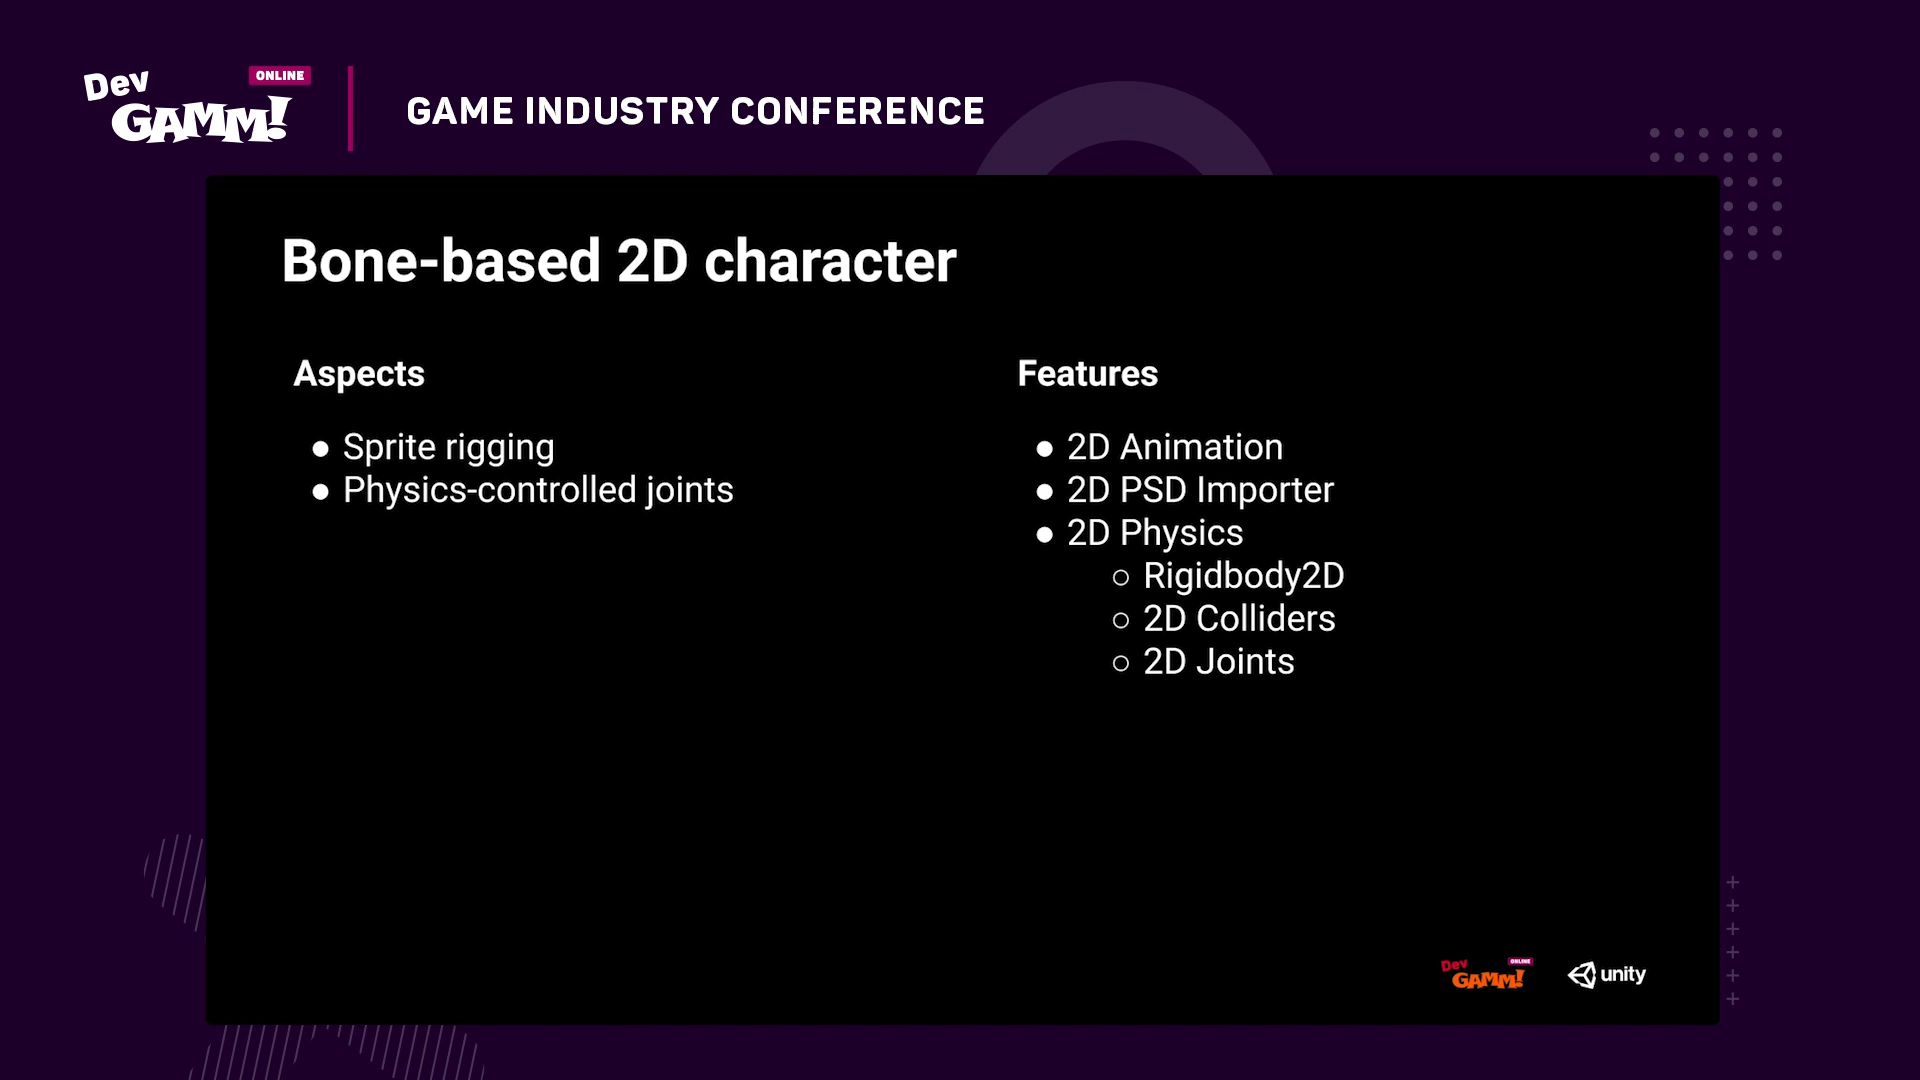 Dev
GAMM!
ONLINE
GAME INDUSTRY CONFERENCE
Bone-based 2D character
Aspects
● Sprite rigging
● Physics-controlled joints
Features
● 2D Animation
● 2D PSD Importer
● 2D Physics
○ Rigidbody2D
○ 2D Colliders
○ 2D Joints
Dev
GAMM!
ONLINE
unity